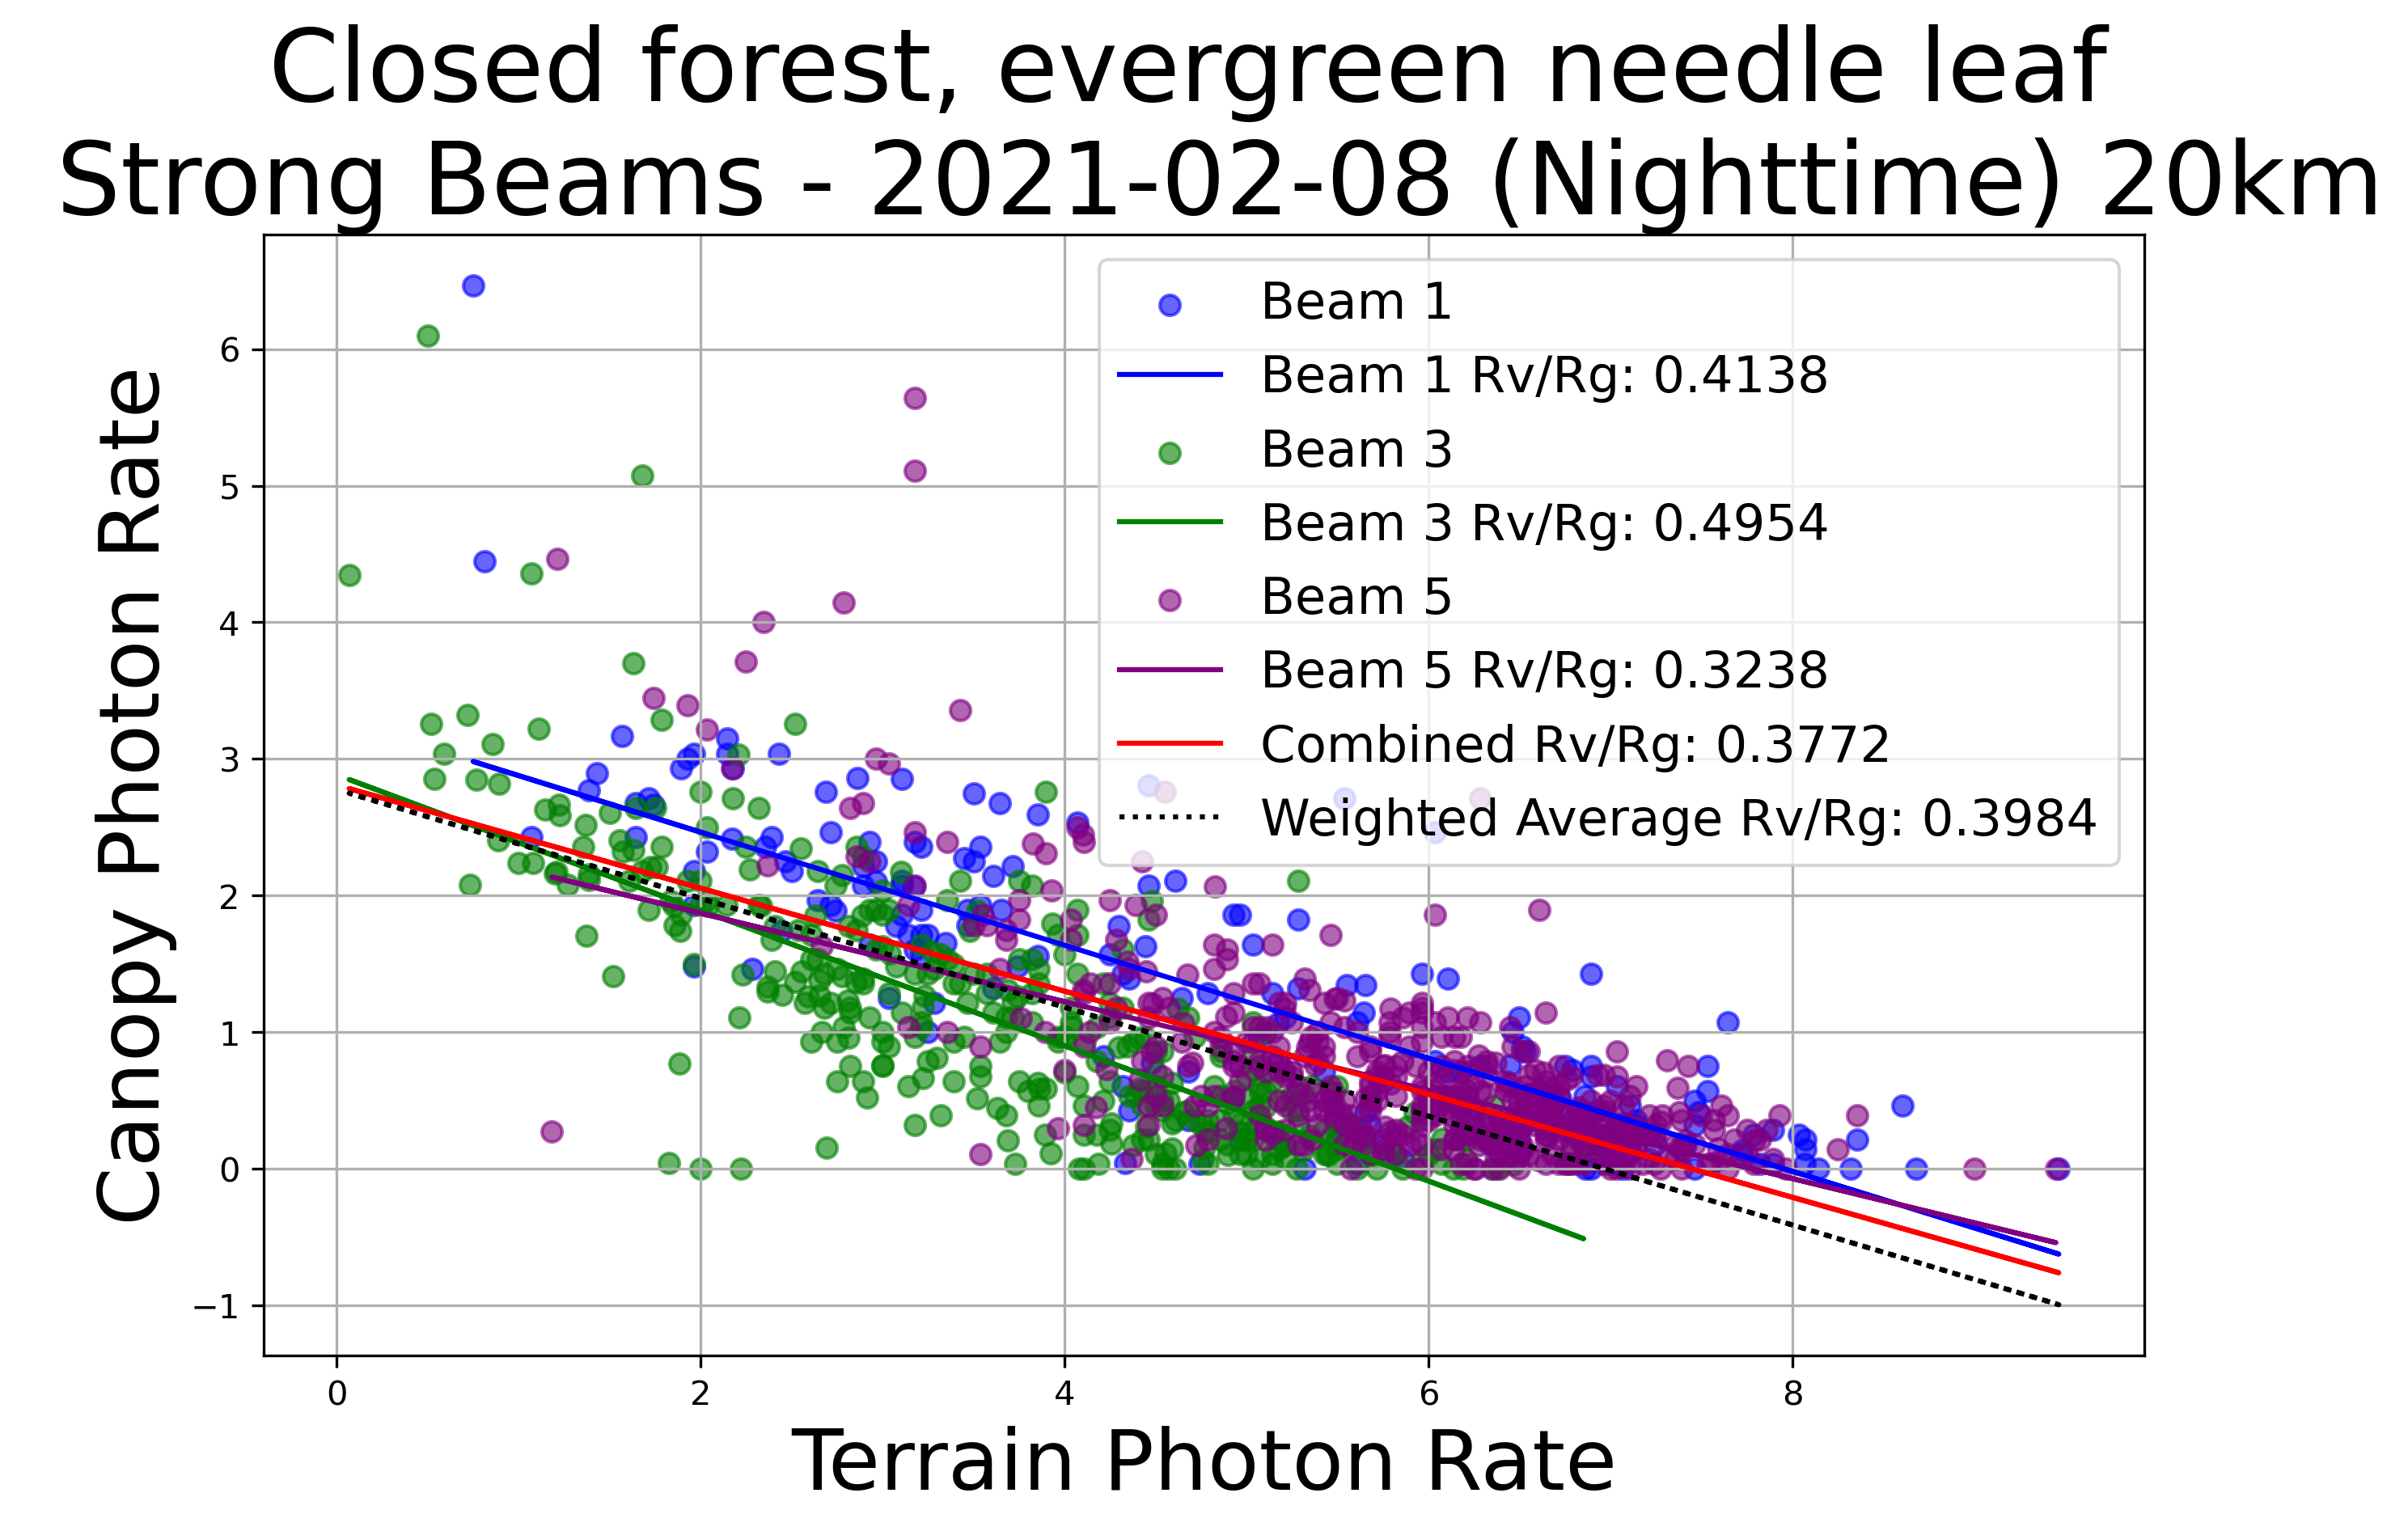 Closed forest, evergreen needle leaf
Strong Beams - 2021-02-08 (Nighttime) 20km
Canopy Photon Rate
6
5
4
3
2
1
0
−1
Beam 1
Beam 1 Rv/Rg: 0.4138
Beam 3
Beam 3 Rv/Rg: 0.4954
Beam 5
Beam 5 Rv/Rg: 0.3238
Combined Rv/Rg: 0.3772
Weighted Average Rv/Rg: 0.3984
0 2 4 6 8
Terrain Photon Rate